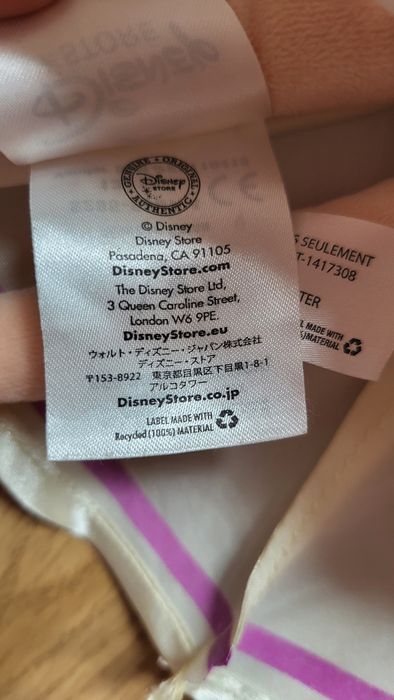 STORE
Disney
GENUINE • ORIGINAL
Disney
STORE
AUTHENTIC
© Disney
Disney Store
Pasadena, CA 91105
DisneyStore.com
The Disney Store Ltd,
3 Queen Caroline Street,
London W6 9PE.
DisneyStore.eu
ウォルト・ディズニー・ジャパン株式会社
ディズニー・ストア
〒153-8922 東京都目黒区下目黒1-8-1
アルコタワー
DisneyStore.co.jp
LABEL MADE WITH
Recycled (100%) MATERIAL
SEULEMENT
T-1417308
TER
LABEL MADE WITH
MATERIAL